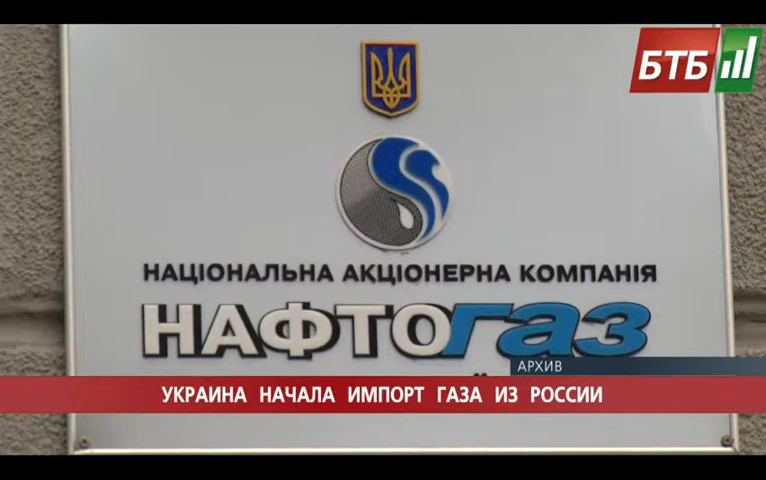 БТБ
НАЦІОНАЛЬНА АКЦІОНЕРНА КОМПАНІЯ
НАФТОГАЗ
АРХИВ
УКРАИНА НАЧАЛА ИМПОРТ ГАЗА ИЗ РОССИИ